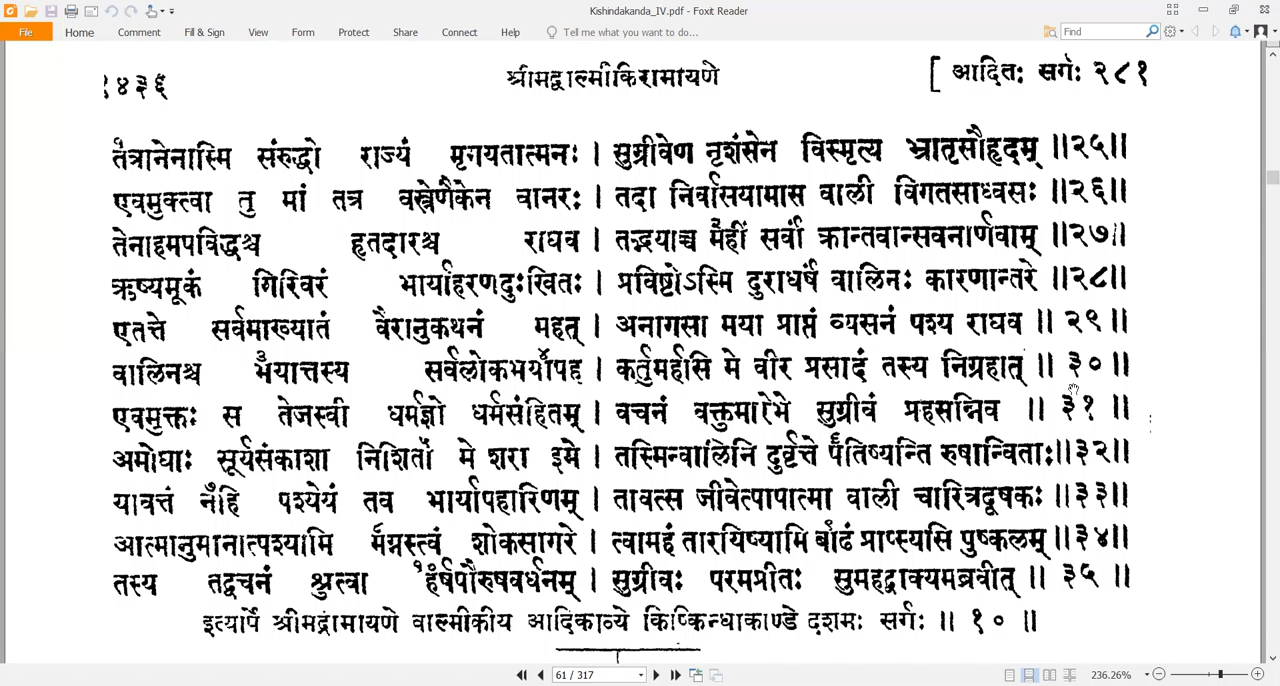 Kishindakanda_IV.pdf - Foxit Reader
File Home Comment Fill & Sign View Form Protect Share Connect Help Tell me what you want to do... Find
१४३६ श्रीमद्वाल्मीकिरामायणे [ आदितः सर्गः २८१
तत्रानेनास्मि संरुद्धो राज्यं मृगयतात्मनः । सुग्रीवेण नृशंसेन विस्मृत्य भ्रातृसौहृदम् ॥२५॥
एवमुक्त्वा तु मां तत्र वस्त्रेणैकेन वानरः । तदा निर्वासयामास वाली विगतसाध्वसः ॥२६॥
तेनाहमपविद्धश्च हृतदारश्च राघव । तद्भयाच्च महीं सर्वां क्रान्तवान्सवनार्णवाम् ॥२७॥
ऋष्यमूकं गिरिवरं भार्याहरणदुःखितः । प्रविष्टोऽस्मि दुराधर्षं वालिनः कारणान्तरे ॥२८॥
एतत्ते सर्वमाख्यातं वैरानुकथनं महत् । अनागसा मया प्राप्तं व्यसनं पश्य राघव ॥ २९॥
वालिनश्च भ३यात्तस्य सर्वलोकभ४यापह । कर्तुमर्हसि मे वीर प्रसादं तस्य निग्रहात् ॥ ३० ॥
एवमुक्तः स तेजस्वी धर्मज्ञो धर्मसंहितम् । वचनं वक्तुमारेभे सुग्रीवं प्रहसन्निव ॥ ३१ ॥
अमोघाः सूर्यसंकाशा निशिता मे शरा इमे । तस्मिन्वालिनि दुर्वृत्ते पतिष्यन्ति रुषान्विताः॥३२॥
यावत्तं नहि पश्येयं तव भार्यापहारिणम् । तावत्स जीवेत्पापात्मा वाली चारित्रदूषकः ॥३३॥
आत्मानुमानात्पश्यामि मग्नस्त्वं शोकसागरे । त्वामहं तारयिष्यामि बाढं प्राप्स्यसि पुष्कलम् ॥३४॥
तस्य तद्वचनं श्रुत्वा १हर्षपौरुषवर्धनम् । सुग्रीवः परमप्रीतः सुमहद्वाक्यमब्रवीत् ॥ ३५ ॥
इत्यार्षे श्रीमद्रामायणे वाल्मीकीय आदिकाव्ये किष्किन्धाकाण्डे दशमः सर्गः ॥ १० ॥
61 / 317 236.26%